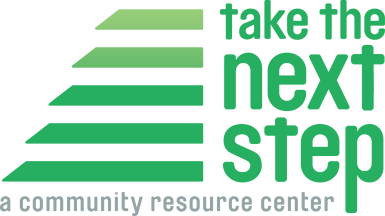 take the
next
step
a community resource center